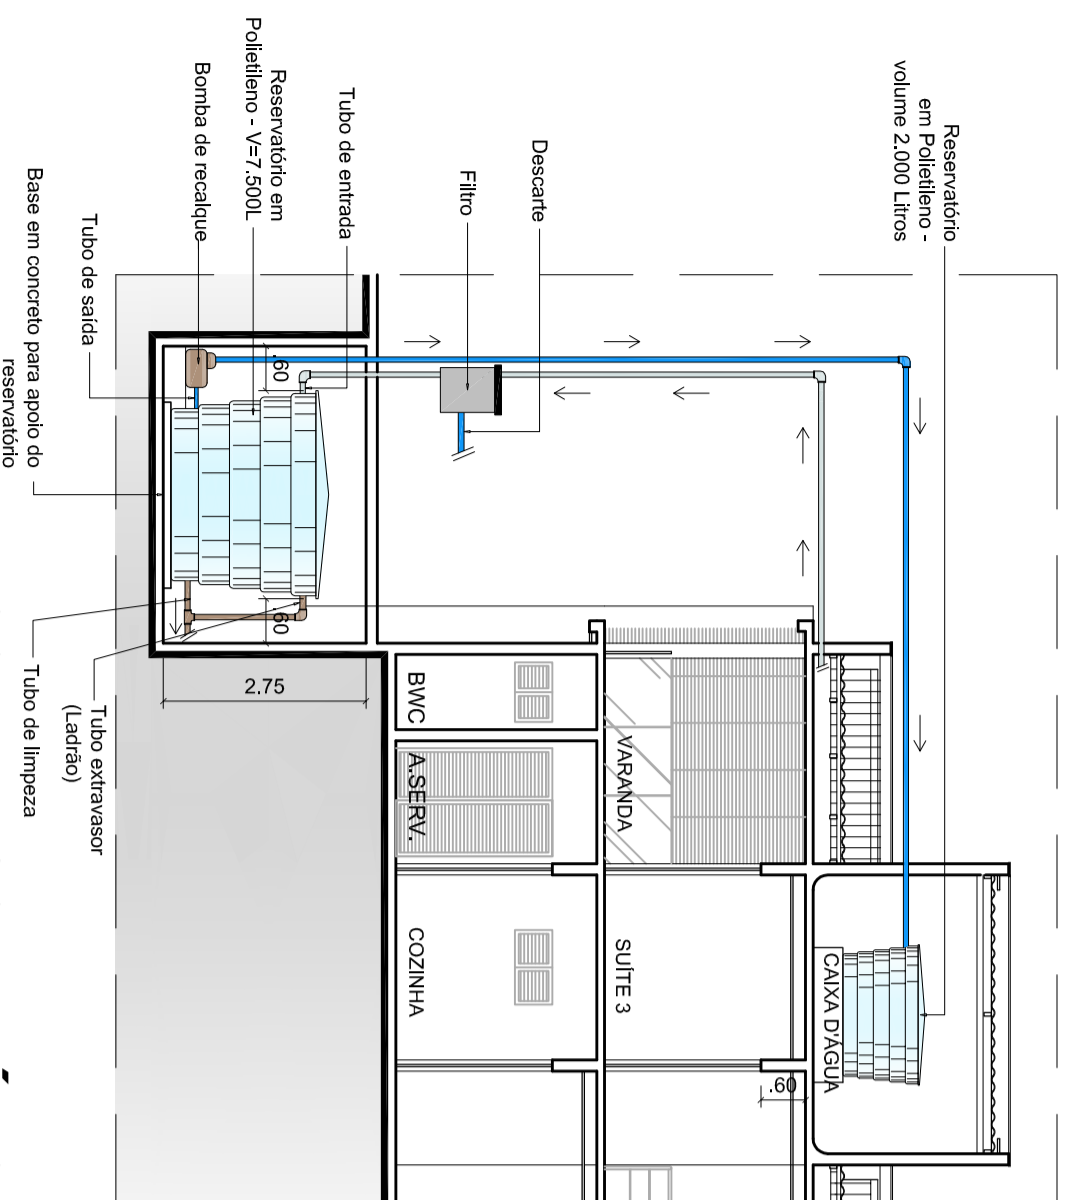 Reservatório
em Polietileno -
volume 2.000 Litros
Descarte
Filtro
Tubo de entrada
Reservatório em
Polietileno - V=7.500L
Bomba de recalque
Tubo de saída
Base em concreto para apoio do
reservatório
.60
.60
2.75
Tubo extravasor
(Ladrão)
Tubo de limpeza
CAIXA D'ÁGUA
.60
VARANDA
SUÍTE 3
BWC
A.SERV.
COZINHA